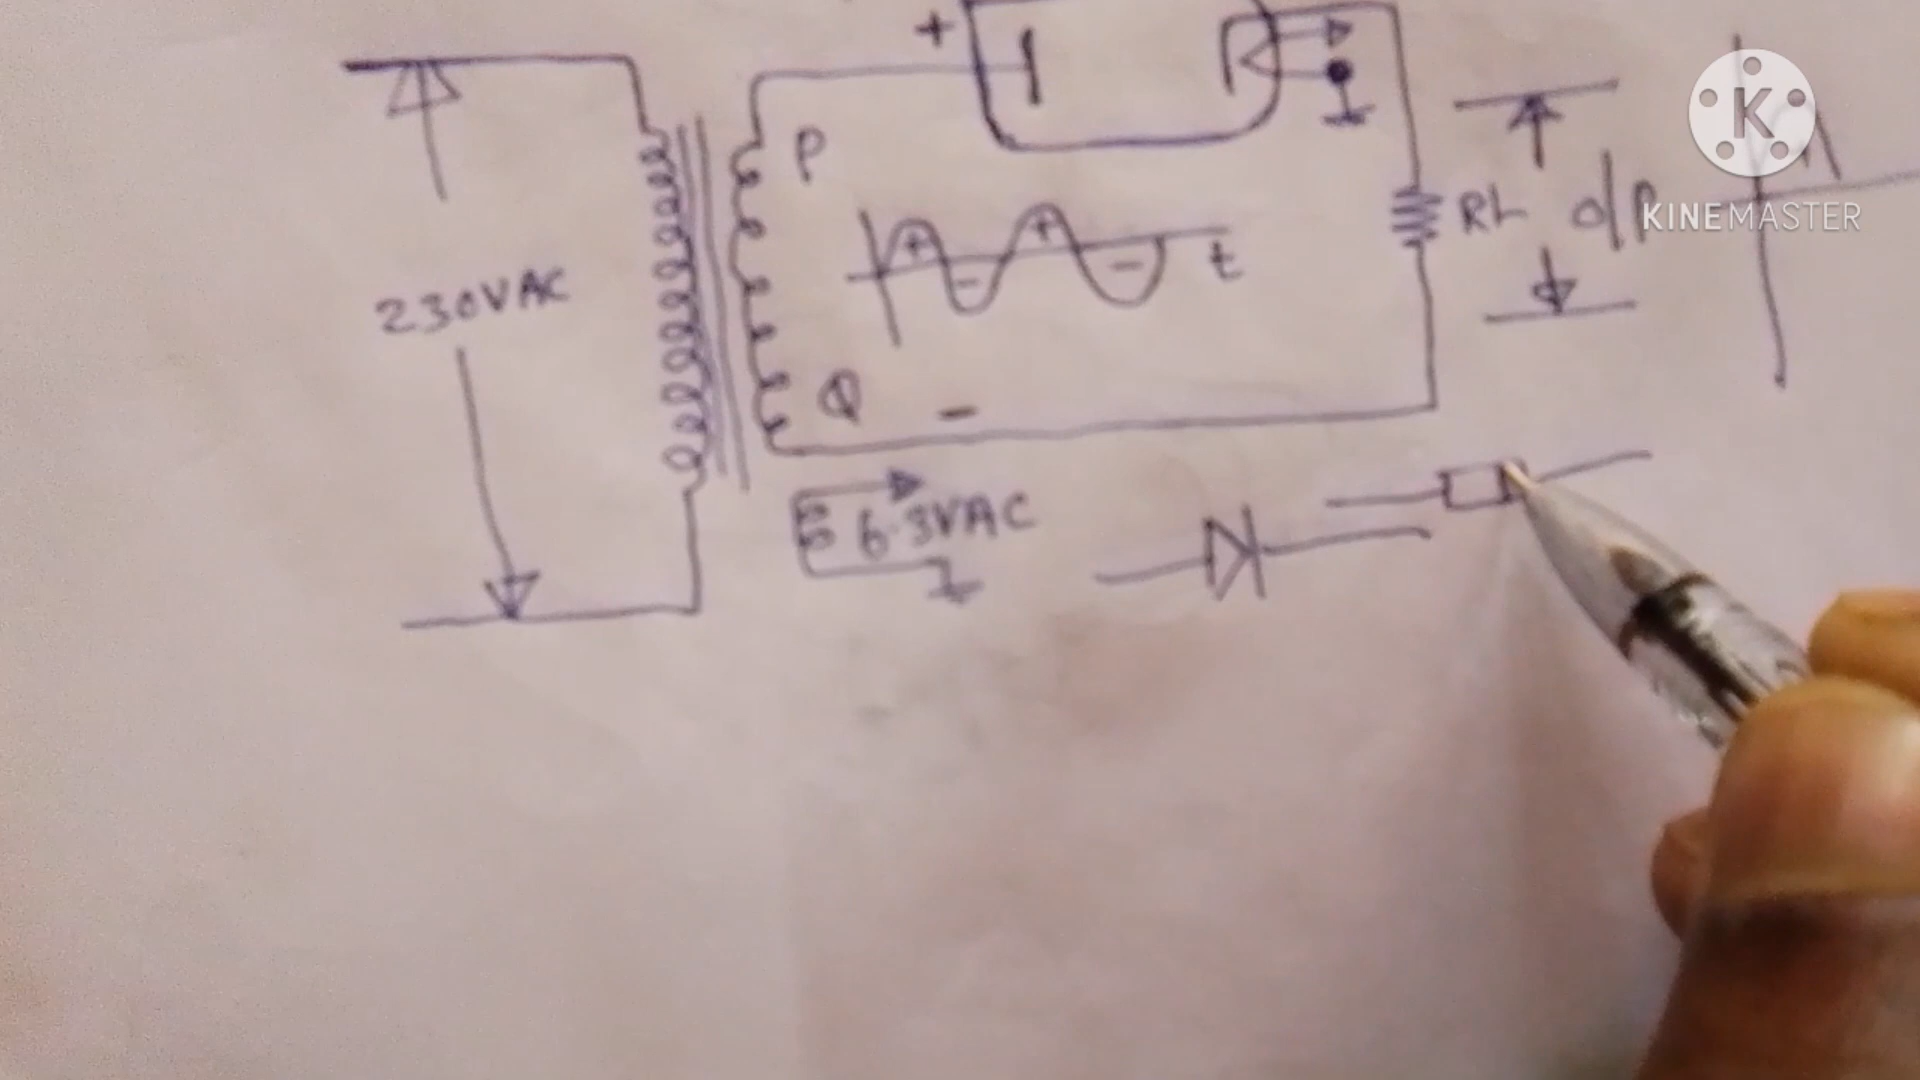 +
P
RL
o/p
K
KINEMASTER
+ +
- -
t
230VAC
Q -
6.3VAC